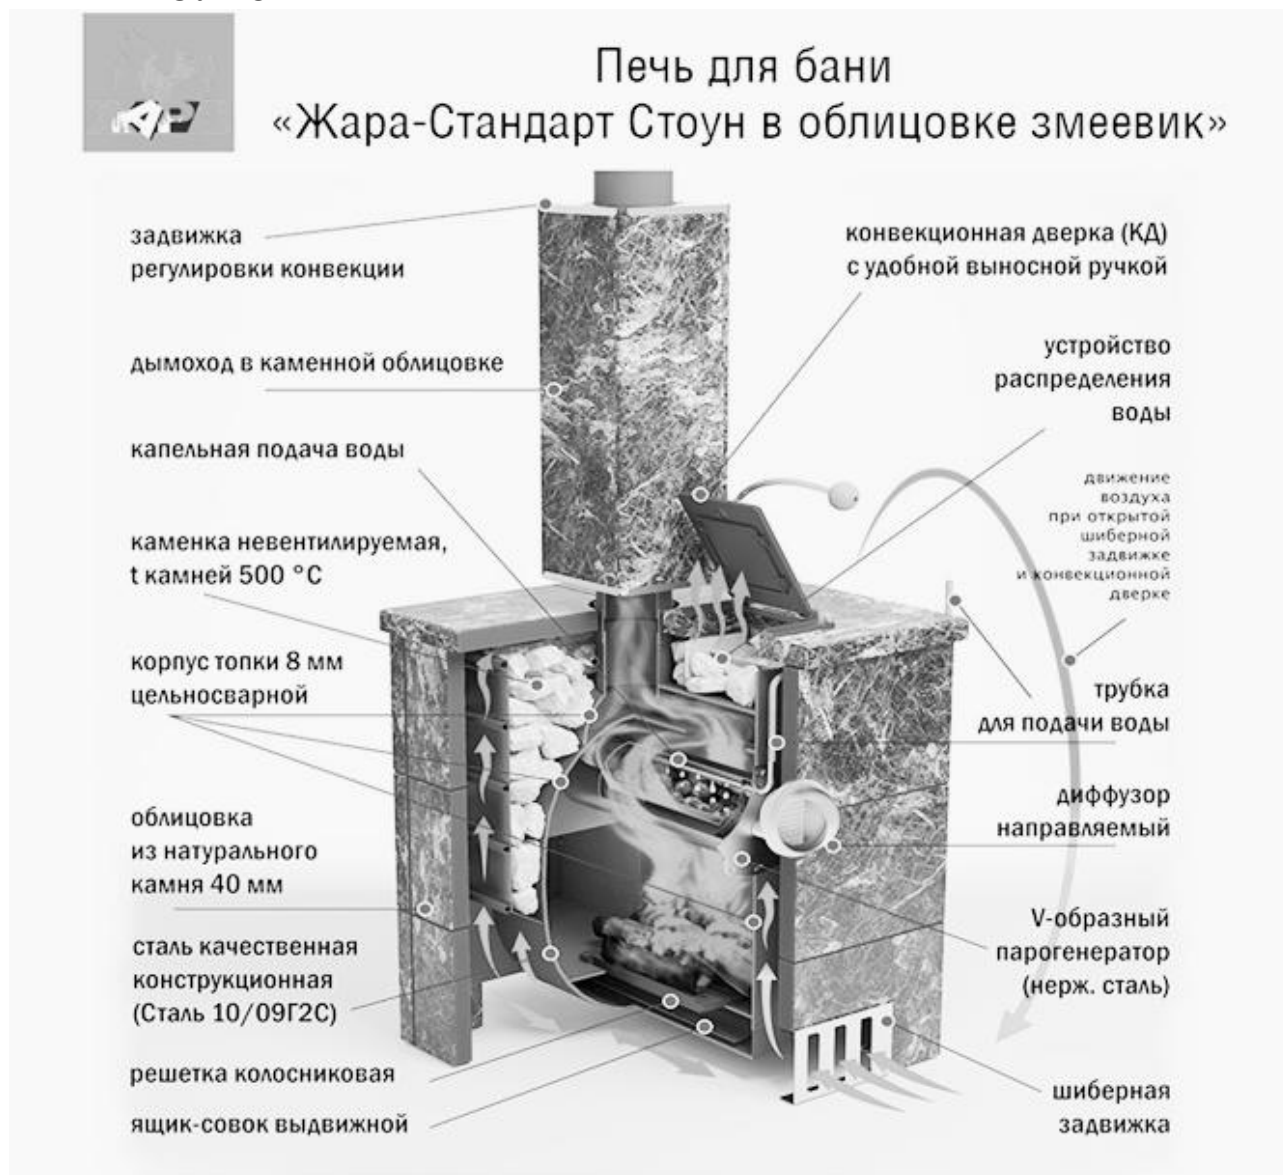 Печь для бани
«Жара-Стандарт Стоун в облицовке змеевик»
задвижка
регулировки конвекции
дымоход в каменной облицовке
капельная подача воды
каменка невентилируемая,
t камней 500 °C
корпус топки 8 мм
цельносварной
облицовка
из натурального
камня 40 мм
сталь качественная
конструкционная
(Сталь 10/09Г2С)
решетка колосниковая
ящик-совок выдвижной
конвекционная дверка (КД)
с удобной выносной ручкой
устройство
распределения
воды
движение
воздуха
при открытой
шиберной
задвижке
и конвекционной
дверке
трубка
для подачи воды
диффузор
направляемый
V-образный
парогенератор
(нерж. сталь)
шиберная
задвижка